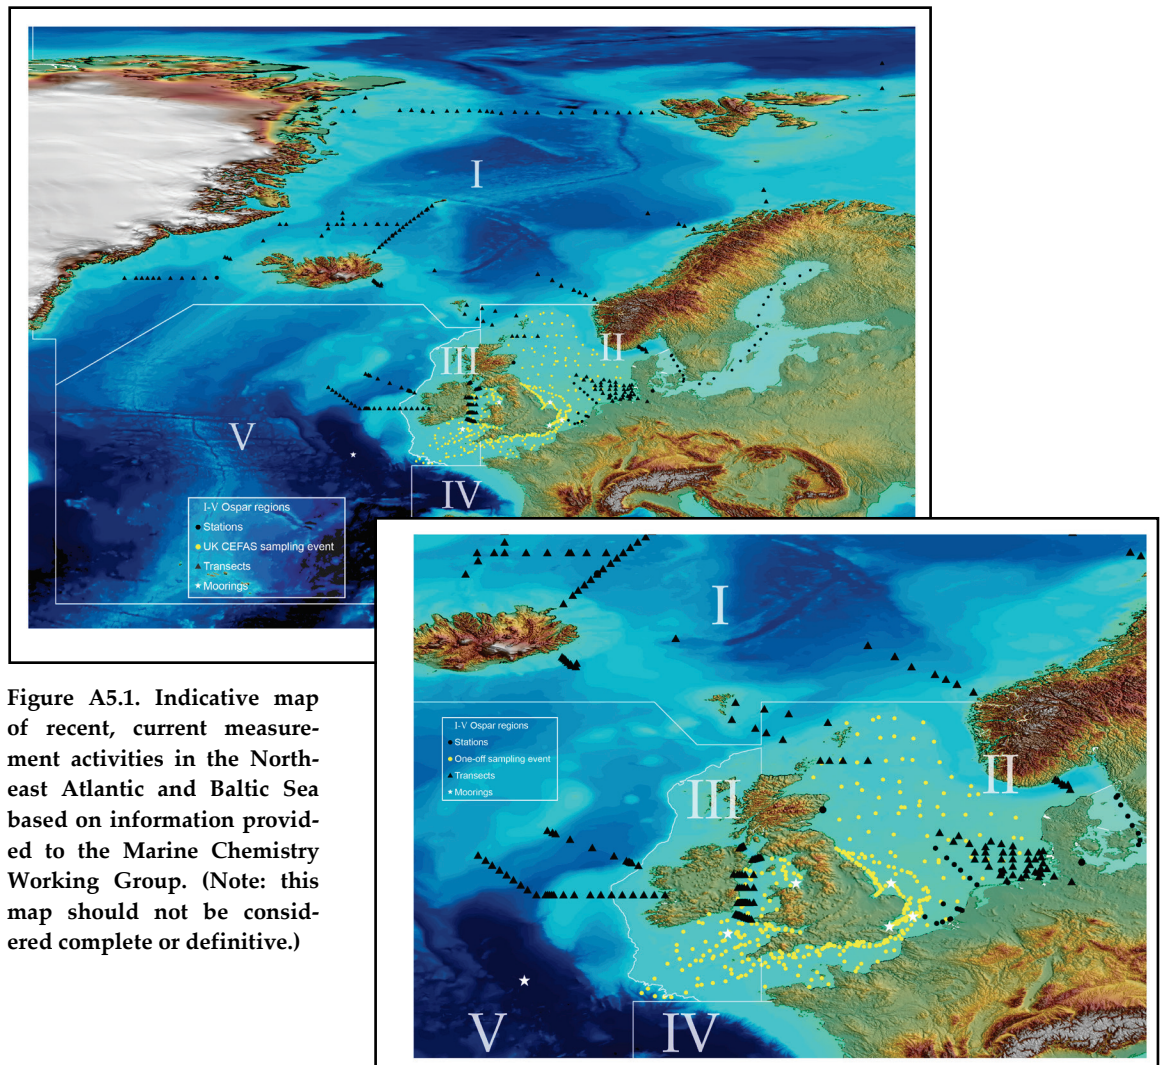 I
II
III
V
IV
I-V Ospar regions
Stations
UK CEFAS sampling event
Transects
Moorings
I
II
III
I-V Ospar regions
Stations
One-off sampling event
Transects
Moorings
V
IV
Figure A5.1. Indicative map
of recent, current measure-
ment activities in the North-
east Atlantic and Baltic Sea
based on information provid-
ed to the Marine Chemistry
Working Group. (Note: this
map should not be consid-
ered complete or definitive.)